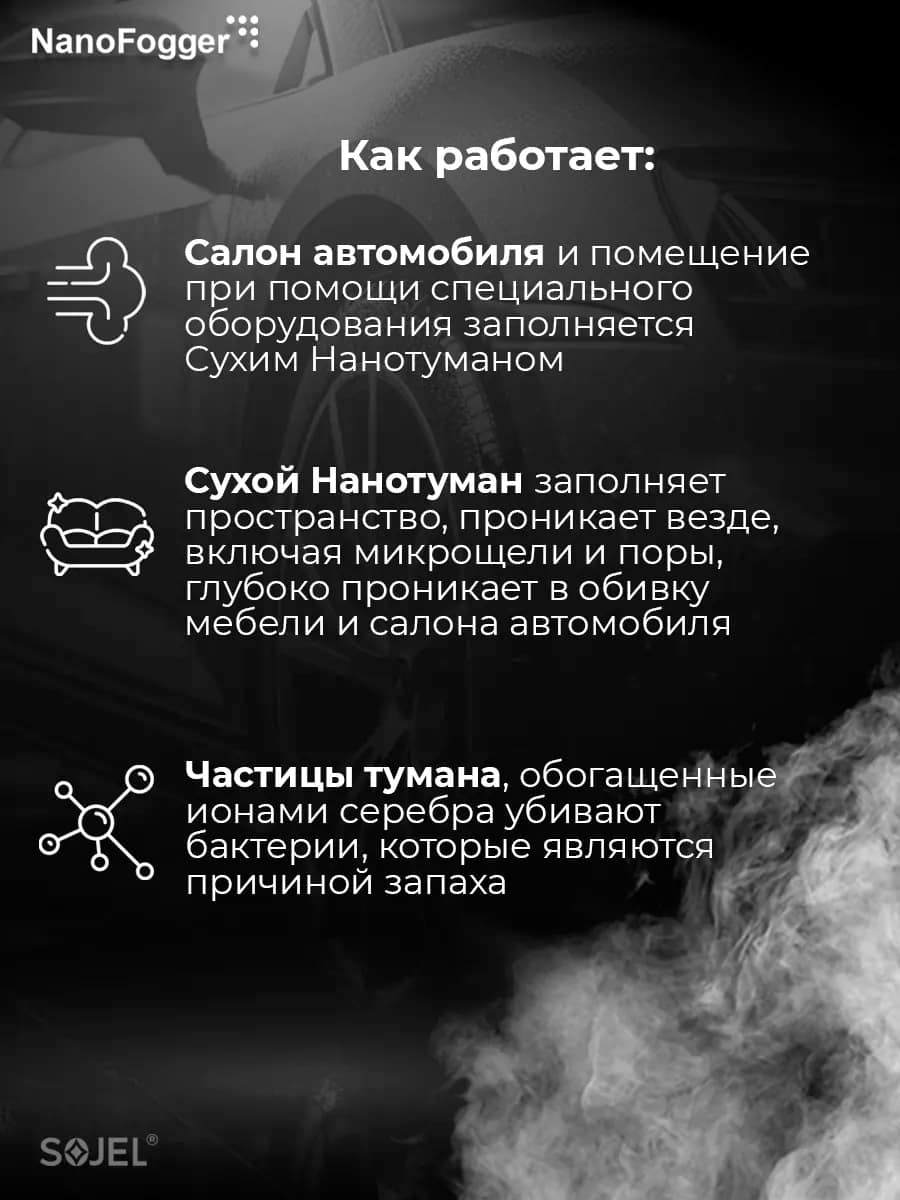 NanoFogger
Как работает:
Салон автомобиля и помещение
при помощи специального
оборудования заполняется
Сухим Нанотуманом
Сухой Нанотуман заполняет
пространство, проникает везде,
включая микрощели и поры,
глубоко проникает в обивку
мебели и салона автомобиля
Частицы тумана, обогащенные
ионами серебра убивают
бактерии, которые являются
причиной запаха
SOJEL®